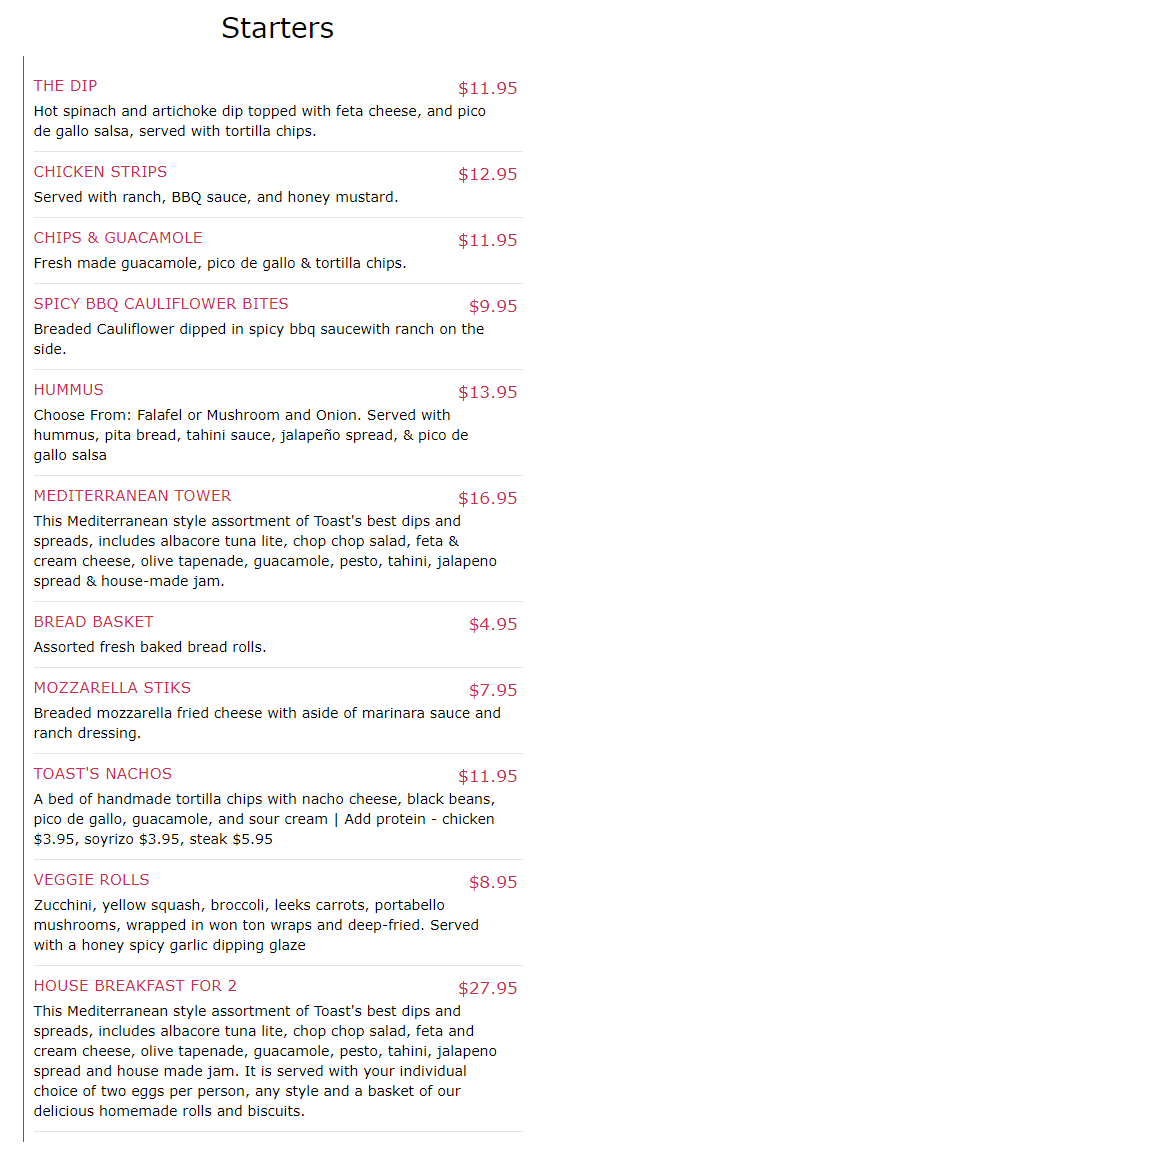 Starters
THE DIP
$11.95
Hot spinach and artichoke dip topped with feta cheese, and pico
de gallo salsa, served with tortilla chips.
CHICKEN STRIPS
$12.95
Served with ranch, BBQ sauce, and honey mustard.
CHIPS & GUACAMOLE
$11.95
Fresh made guacamole, pico de gallo & tortilla chips.
SPICY BBQ CAULIFLOWER BITES
$9.95
Breaded Cauliflower dipped in spicy bbq saucewith ranch on the
side.
HUMMUS
$13.95
Choose From: Falafel or Mushroom and Onion. Served with
hummus, pita bread, tahini sauce, jalapeño spread, & pico de
gallo salsa
MEDITERRANEAN TOWER
$16.95
This Mediterranean style assortment of Toast's best dips and
spreads, includes albacore tuna lite, chop chop salad, feta &
cream cheese, olive tapenade, guacamole, pesto, tahini, jalapeno
spread & house-made jam.
BREAD BASKET
$4.95
Assorted fresh baked bread rolls.
MOZZARELLA STIKS
$7.95
Breaded mozzarella fried cheese with aside of marinara sauce and
ranch dressing.
TOAST'S NACHOS
$11.95
A bed of handmade tortilla chips with nacho cheese, black beans,
pico de gallo, guacamole, and sour cream | Add protein - chicken
$3.95, soyrizo $3.95, steak $5.95
VEGGIE ROLLS
$8.95
Zucchini, yellow squash, broccoli, leeks carrots, portabello
mushrooms, wrapped in won ton wraps and deep-fried. Served
with a honey spicy garlic dipping glaze
HOUSE BREAKFAST FOR 2
$27.95
This Mediterranean style assortment of Toast's best dips and
spreads, includes albacore tuna lite, chop chop salad, feta and
cream cheese, olive tapenade, guacamole, pesto, tahini, jalapeno
spread and house made jam. It is served with your individual
choice of two eggs per person, any style and a basket of our
delicious homemade rolls and biscuits.